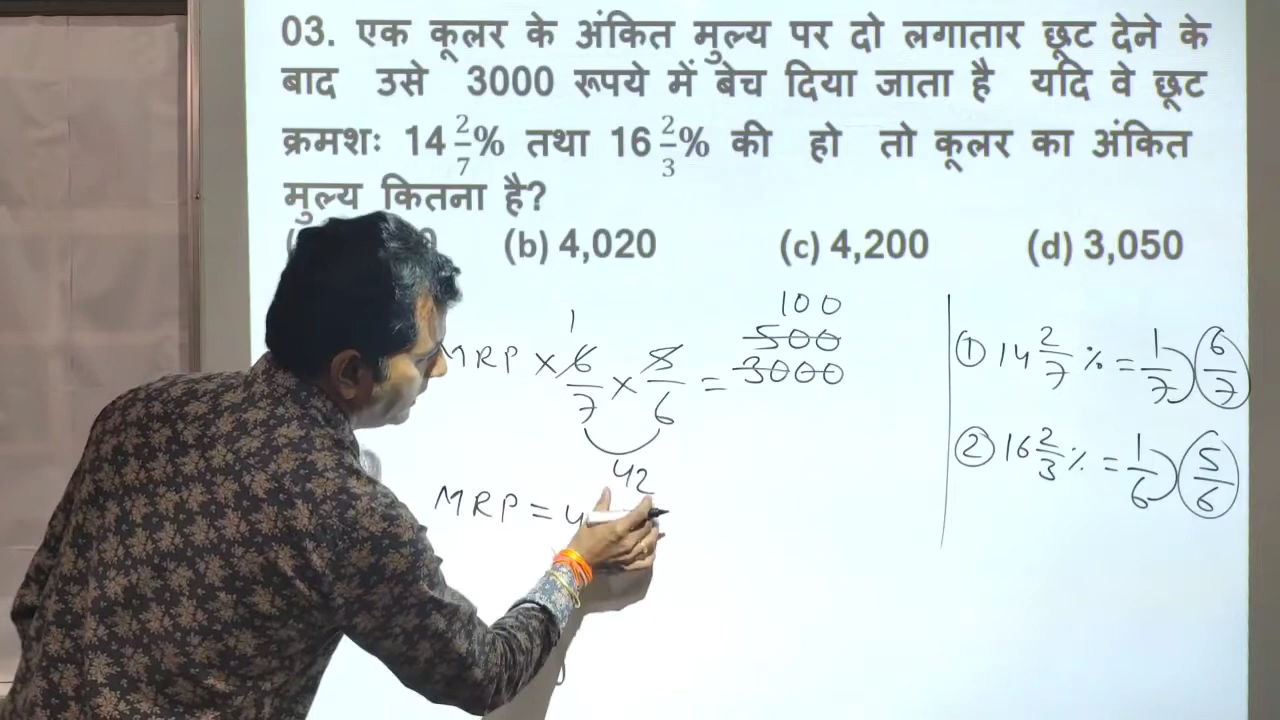 03. एक कूलर के अंकित मुल्य पर दो लगातार छूट देने के
बाद उसे 3000 रूपये में बेच दिया जाता है यदि वे छूट
क्रमशः 14 2/7% तथा 16 2/3% की हो तो कूलर का अंकित
मुल्य कितना है?
(b) 4,020 (c) 4,200 (d) 3,050
1 100
500
MRP × 6/7 × 5/6 = 3000
42
MRP = 4
① 14 2/7 % = 1/7 6/7
② 16 2/3 % = 1/6 5/6